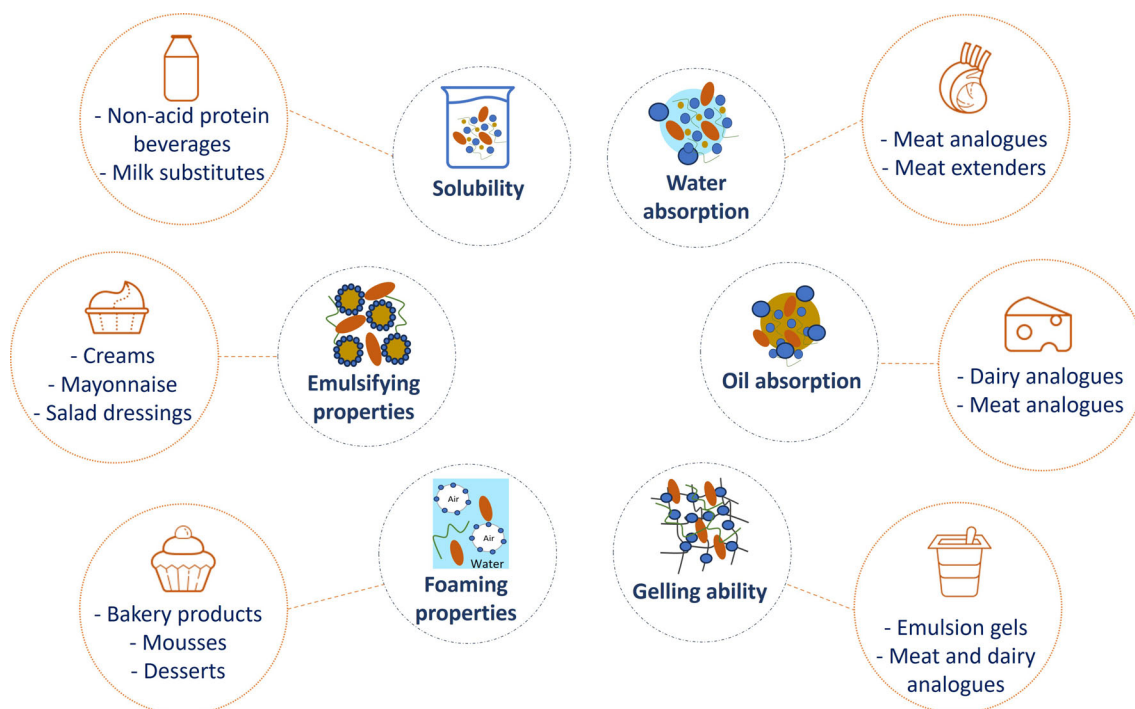 - Non-acid protein
beverages
- Milk substitutes
Solubility
Water
absorption
- Meat analogues
- Meat extenders
- Creams
- Mayonnaise
- Salad dressings
Emulsifying
properties
Oil absorption
- Dairy analogues
- Meat analogues
- Bakery products
- Mousses
- Desserts
Air
Air
Water
Foaming
properties
Gelling ability
- Emulsion gels
- Meat and dairy
analogues